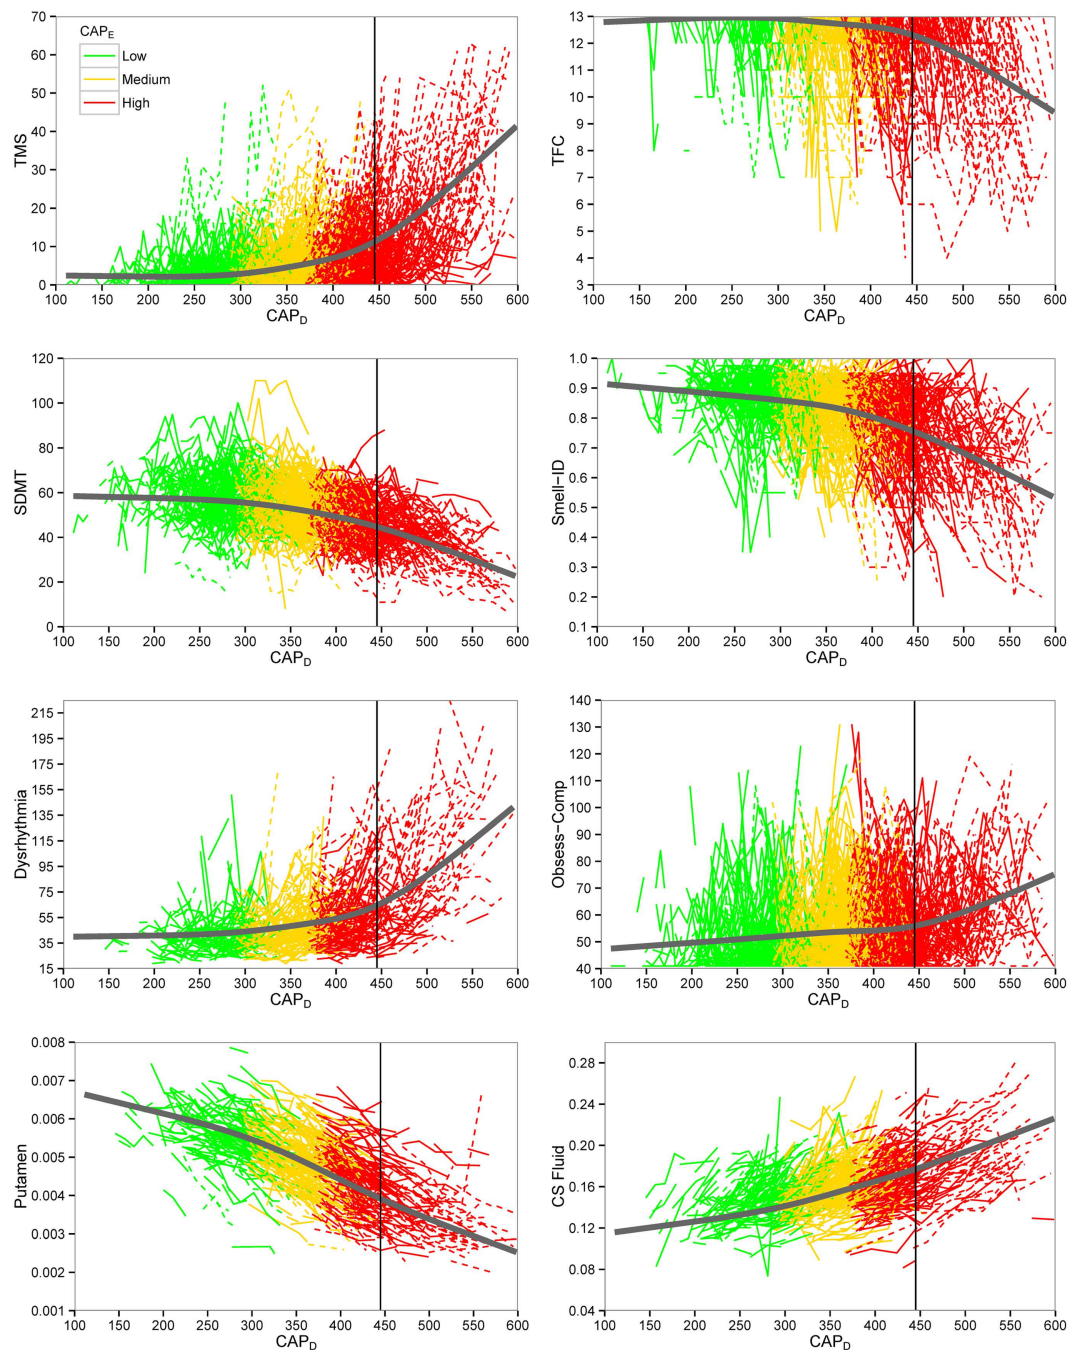 70
60
50
40
30
20
10
0
TMS
CAP_E
Low
Medium
High
100 150 200 250 300 350 400 450 500 550 600
CAP_D
13
12
11
10
9
8
7
6
5
4
3
TFC
100 150 200 250 300 350 400 450 500 550 600
CAP_D
120
100
80
60
40
20
0
SDMT
100 150 200 250 300 350 400 450 500 550 600
CAP_D
1.0
0.9
0.8
0.7
0.6
0.5
0.4
0.3
0.2
0.1
Smell−ID
100 150 200 250 300 350 400 450 500 550 600
CAP_D
215
195
175
155
135
115
95
75
55
35
15
Dysrhythmia
100 150 200 250 300 350 400 450 500 550 600
CAP_D
140
130
120
110
100
90
80
70
60
50
40
Obsess−Comp
100 150 200 250 300 350 400 450 500 550 600
CAP_D
0.008
0.007
0.006
0.005
0.004
0.003
0.002
0.001
Putamen
100 150 200 250 300 350 400 450 500 550 600
CAP_D
0.28
0.24
0.20
0.16
0.12
0.08
0.04
CS Fluid
100 150 200 250 300 350 400 450 500 550 600
CAP_D